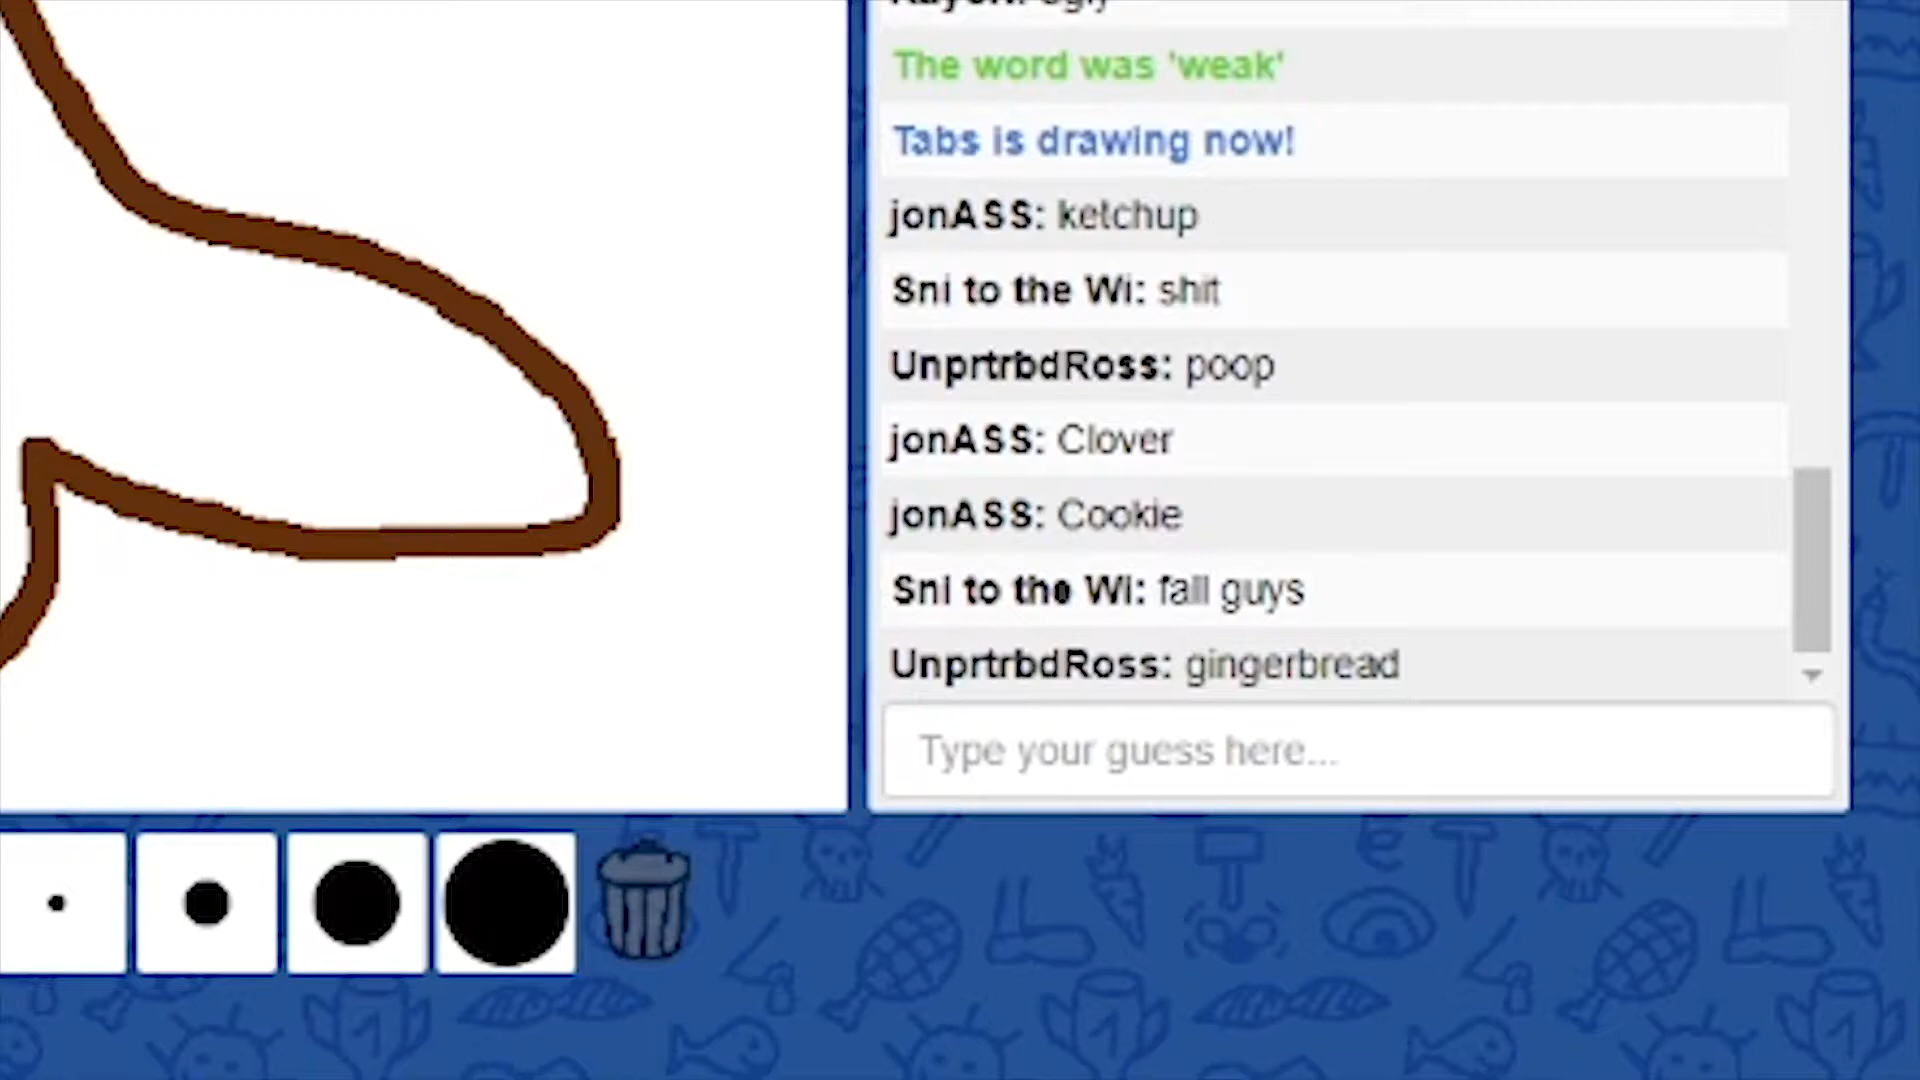 The word was 'weak'
Tabs is drawing now!
jonASS: ketchup
Sni to the Wi: shit
UnprtrbdRoss: poop
jonASS: Clover
jonASS: Cookie
Sni to the Wi: fall guys
UnprtrbdRoss: gingerbread
Type your guess here...